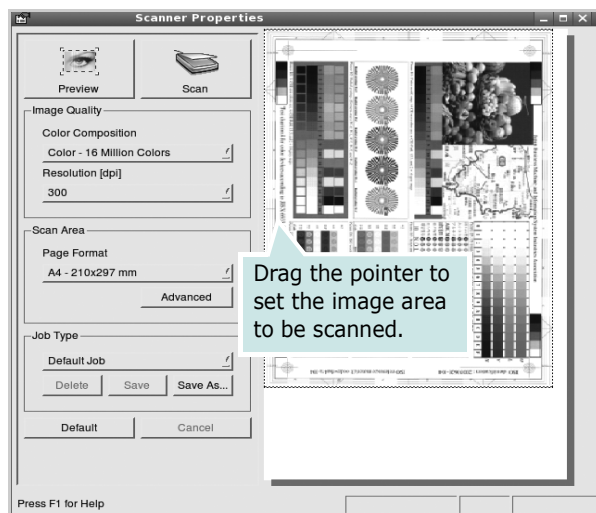 Scanner Properties
Preview
Scan
Image Quality
Color Composition
Color - 16 Million Colors
Resolution [dpi]
300
Scan Area
Page Format
A4 - 210x297 mm
Advanced
Job Type
Default Job
Delete
Save
Save As...
Default
Cancel
Drag the pointer to
set the image area
to be scanned.
Press F1 for Help